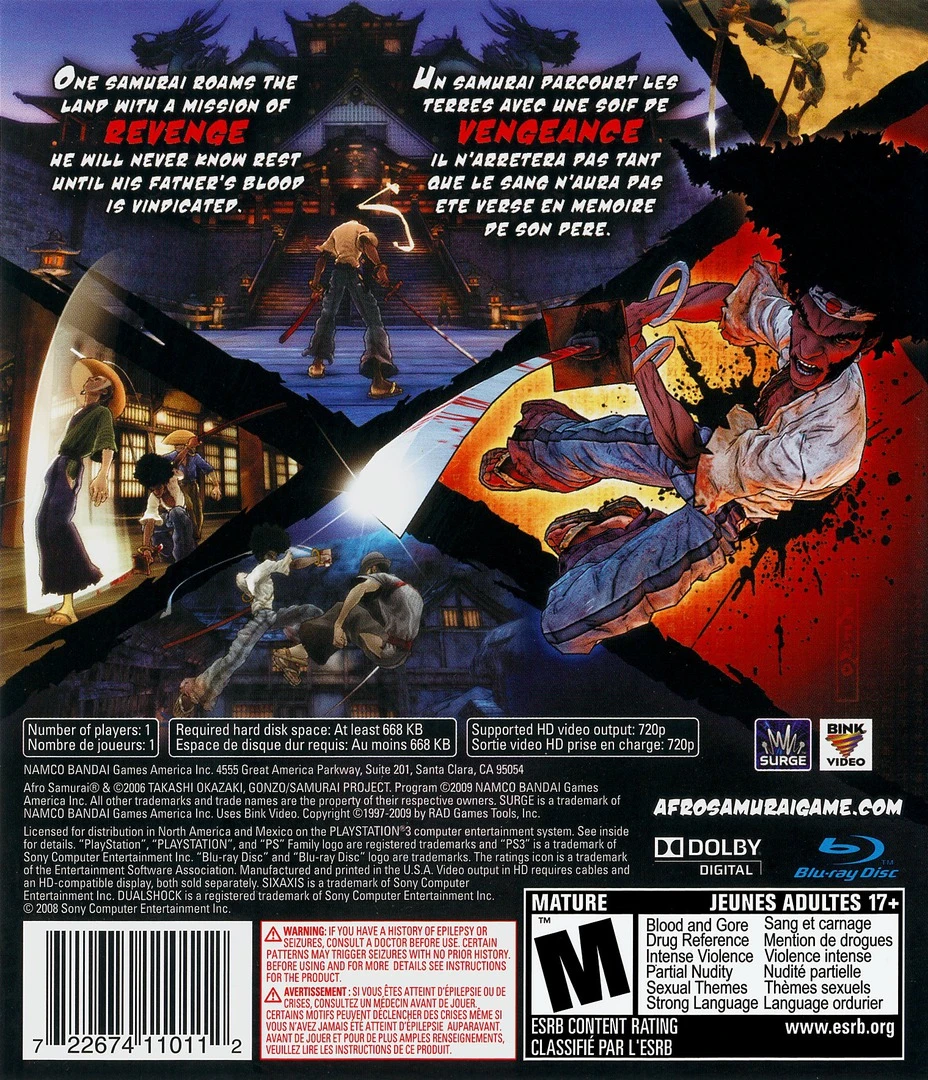 ONE SAMURAI ROAMS THE
LAND WITH A MISSION OF
REVENGE
HE WILL NEVER KNOW REST
UNTIL HIS FATHER'S BLOOD
IS VINDICATED.
UN SAMURAI PARCOURT LES
TERRES AVEC UNE SOIF DE
VENGEANCE
IL N'ARRETERA PAS TANT
QUE LE SANG N'AURA PAS
ETE VERSE EN MEMOIRE
DE SON PERE.
Number of players: 1
Nombre de joueurs: 1
Required hard disk space: At least 668 KB
Espace de disque dur requis: Au moins 668 KB
Supported HD video output: 720p
Sortie video HD prise en charge: 720p
SURGE
BINK
VIDEO
NAMCO BANDAI Games America Inc. 4555 Great America Parkway, Suite 201, Santa Clara, CA 95054
Afro Samurai® & ©2006 TAKASHI OKAZAKI, GONZO/SAMURAI PROJECT. Program ©2009 NAMCO BANDAI Games
America Inc. All other trademarks and trade names are the property of their respective owners. SURGE is a trademark of
NAMCO BANDAI Games America Inc. Uses Bink Video. Copyright ©1997-2009 by RAD Games Tools, Inc.
Licensed for distribution in North America and Mexico on the PLAYSTATION®3 computer entertainment system. See inside
for details. "PlayStation", "PLAYSTATION", and "PS" Family logo are registered trademarks and "PS3" is a trademark of
Sony Computer Entertainment Inc. "Blu-ray Disc" and "Blu-ray Disc" logo are trademarks. The ratings icon is a trademark
of the Entertainment Software Association. Manufactured and printed in the U.S.A. Video output in HD requires cables and
an HD-compatible display, both sold separately. SIXAXIS is a trademark of Sony Computer
Entertainment Inc. DUALSHOCK is a registered trademark of Sony Computer Entertainment Inc.
© 2008 Sony Computer Entertainment Inc.
AFROSAMURAIGAME.COM
DOLBY
DIGITAL
Blu-ray Disc™
7 22674 11011 2
WARNING: IF YOU HAVE A HISTORY OF EPILEPSY OR
SEIZURES, CONSULT A DOCTOR BEFORE USE. CERTAIN
PATTERNS MAY TRIGGER SEIZURES WITH NO PRIOR HISTORY.
BEFORE USING AND FOR MORE DETAILS SEE INSTRUCTIONS
FOR THE PRODUCT.
AVERTISSEMENT : SI VOUS ÊTES ATTEINT D'ÉPILEPSIE OU DE
CRISES, CONSULTEZ UN MÉDECIN AVANT DE JOUER.
CERTAINS MOTIFS PEUVENT DÉCLENCHER DES CRISES MÊME SI
VOUS N'AVEZ JAMAIS ÉTÉ ATTEINT D'ÉPILEPSIE AUPARAVANT.
AVANT DE JOUER ET POUR DE PLUS AMPLES RENSEIGNEMENTS,
VEUILLEZ LIRE LES INSTRUCTIONS DE CE PRODUIT.
MATURE JEUNES ADULTES 17+
M™
Blood and Gore
Drug Reference
Intense Violence
Partial Nudity
Sexual Themes
Strong Language
Sang et carnage
Mention de drogues
Violence intense
Nudité partielle
Thèmes sexuels
Language ordurier
ESRB CONTENT RATING www.esrb.org
CLASSIFIÉ PAR L'ESRB